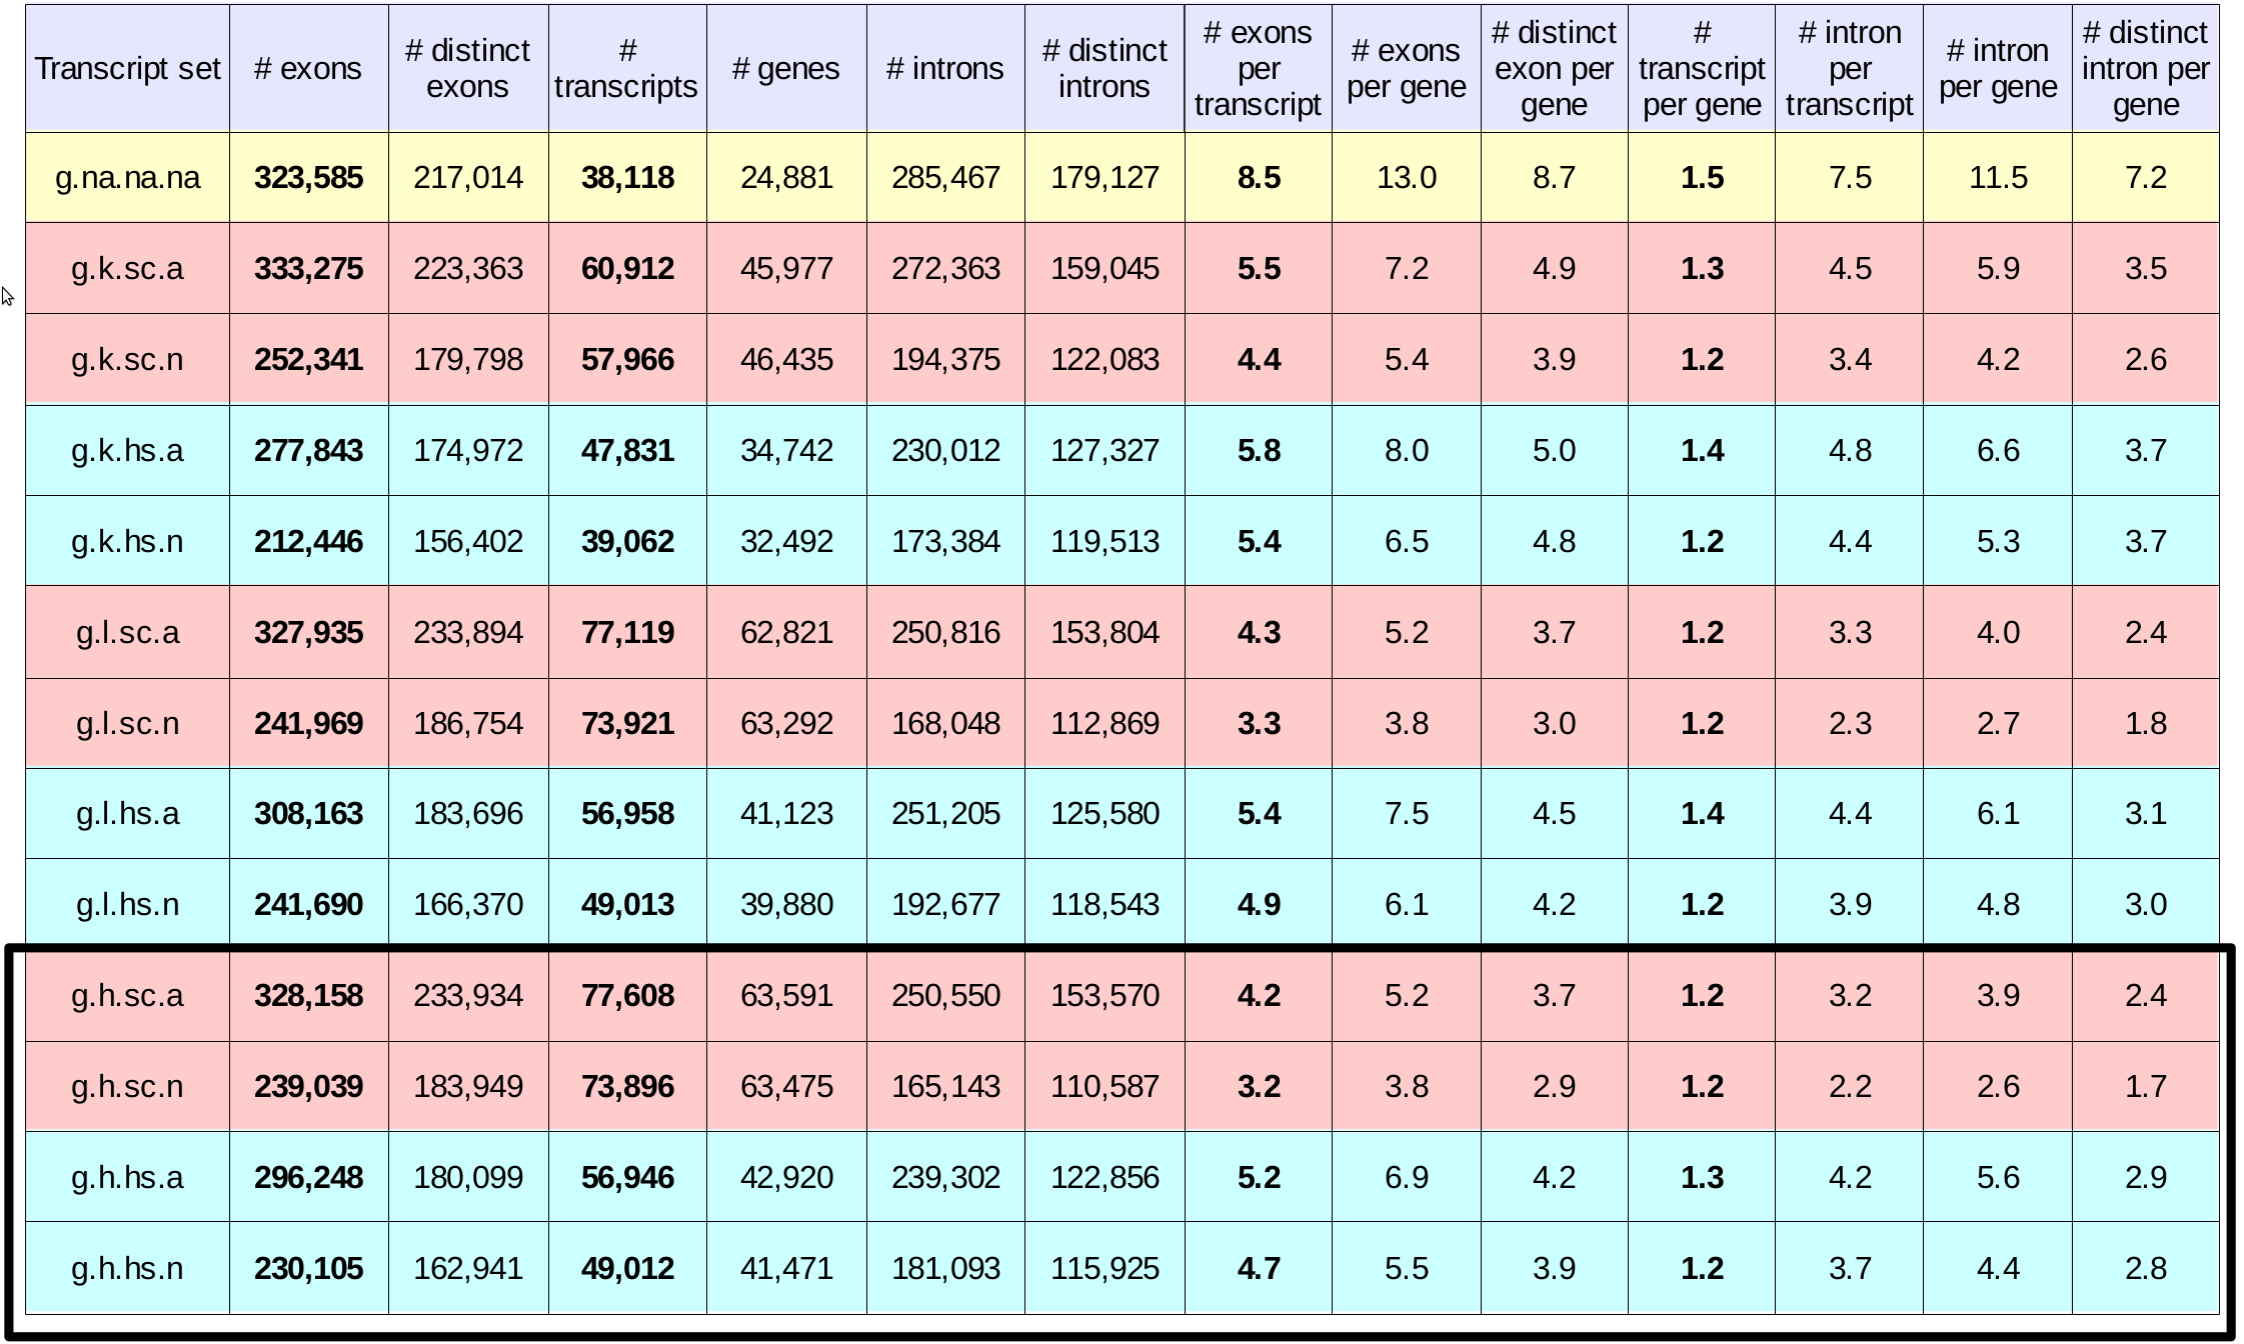 Transcript set # exons # distinct exons # transcripts # genes # introns # distinct introns # exons per transcript # exons per gene # distinct exon per gene # transcript per gene # intron per transcript # intron per gene # distinct intron per gene
g.na.na.na 323,585 217,014 38,118 24,881 285,467 179,127 8.5 13.0 8.7 1.5 7.5 11.5 7.2
g.k.sc.a 333,275 223,363 60,912 45,977 272,363 159,045 5.5 7.2 4.9 1.3 4.5 5.9 3.5
g.k.sc.n 252,341 179,798 57,966 46,435 194,375 122,083 4.4 5.4 3.9 1.2 3.4 4.2 2.6
g.k.hs.a 277,843 174,972 47,831 34,742 230,012 127,327 5.8 8.0 5.0 1.4 4.8 6.6 3.7
g.k.hs.n 212,446 156,402 39,062 32,492 173,384 119,513 5.4 6.5 4.8 1.2 4.4 5.3 3.7
g.l.sc.a 327,935 233,894 77,119 62,821 250,816 153,804 4.3 5.2 3.7 1.2 3.3 4.0 2.4
g.l.sc.n 241,969 186,754 73,921 63,292 168,048 112,869 3.3 3.8 3.0 1.2 2.3 2.7 1.8
g.l.hs.a 308,163 183,696 56,958 41,123 251,205 125,580 5.4 7.5 4.5 1.4 4.4 6.1 3.1
g.l.hs.n 241,690 166,370 49,013 39,880 192,677 118,543 4.9 6.1 4.2 1.2 3.9 4.8 3.0
g.h.sc.a 328,158 233,934 77,608 63,591 250,550 153,570 4.2 5.2 3.7 1.2 3.2 3.9 2.4
g.h.sc.n 239,039 183,949 73,896 63,475 165,143 110,587 3.2 3.8 2.9 1.2 2.2 2.6 1.7
g.h.hs.a 296,248 180,099 56,946 42,920 239,302 122,856 5.2 6.9 4.2 1.3 4.2 5.6 2.9
g.h.hs.n 230,105 162,941 49,012 41,471 181,093 115,925 4.7 5.5 3.9 1.2 3.7 4.4 2.8